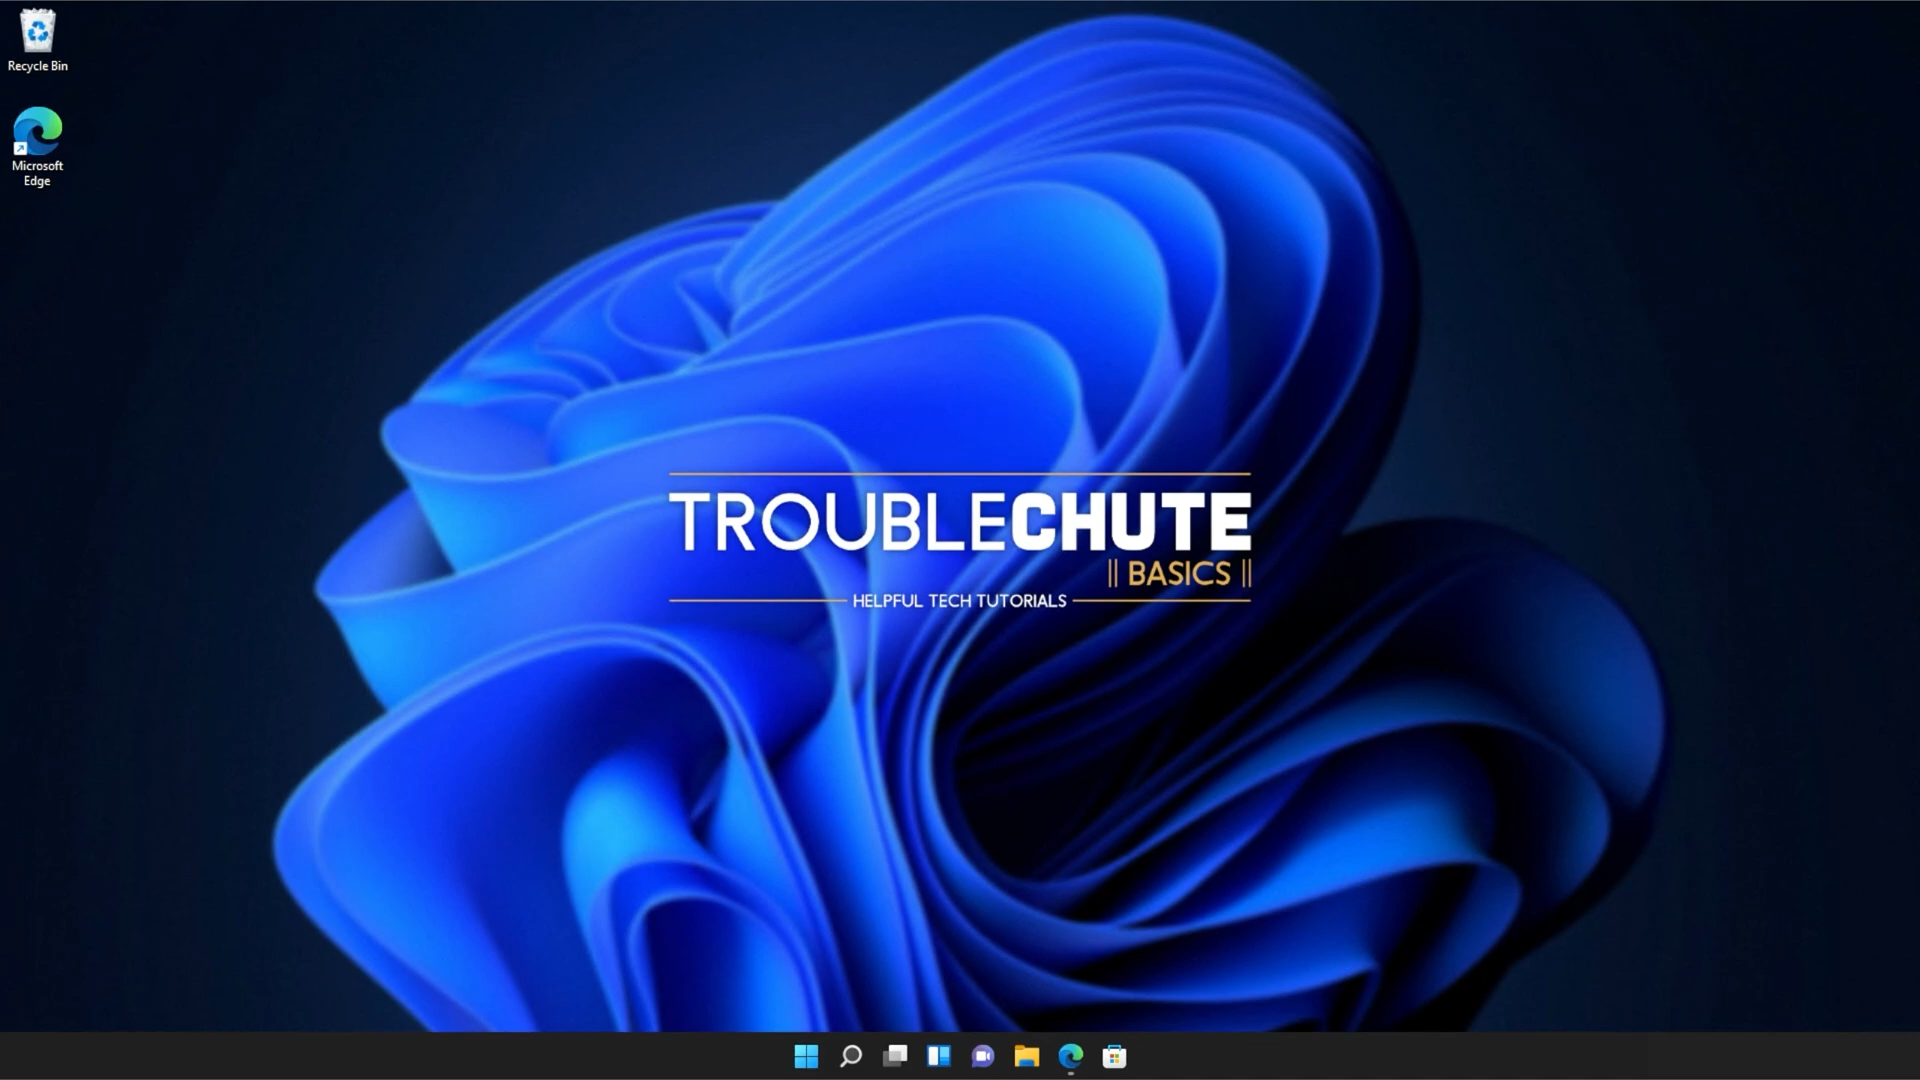 Recycle Bin
Microsoft
Edge
TROUBLECHUTE
|| BASICS ||
HELPFUL TECH TUTORIALS